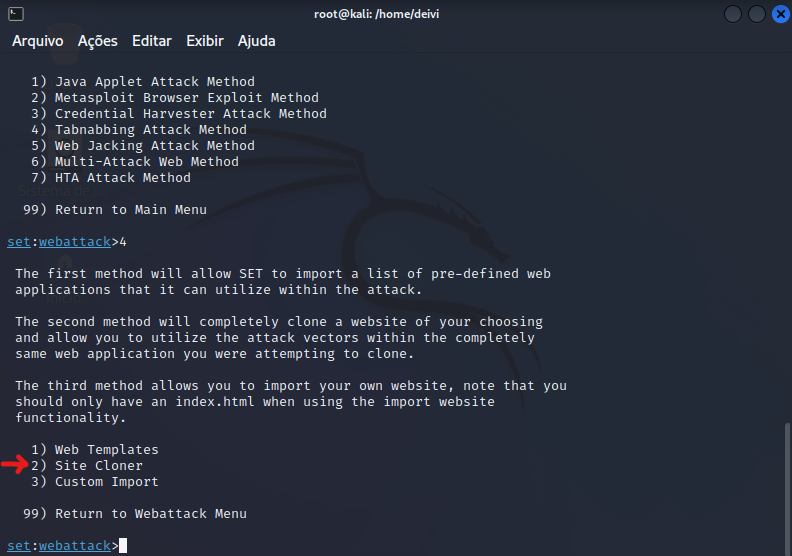 root@kali: /home/deivi
Arquivo Ações Editar Exibir Ajuda
1) Java Applet Attack Method
2) Metasploit Browser Exploit Method
3) Credential Harvester Attack Method
4) Tabnabbing Attack Method
5) Web Jacking Attack Method
6) Multi-Attack Web Method
7) HTA Attack Method
99) Return to Main Menu
set:webattack>4
The first method will allow SET to import a list of pre-defined web
applications that it can utilize within the attack.
The second method will completely clone a website of your choosing
and allow you to utilize the attack vectors within the completely
same web application you were attempting to clone.
The third method allows you to import your own website, note that you
should only have an index.html when using the import website
functionality.
1) Web Templates
2) Site Cloner
3) Custom Import
99) Return to Webattack Menu
set:webattack>